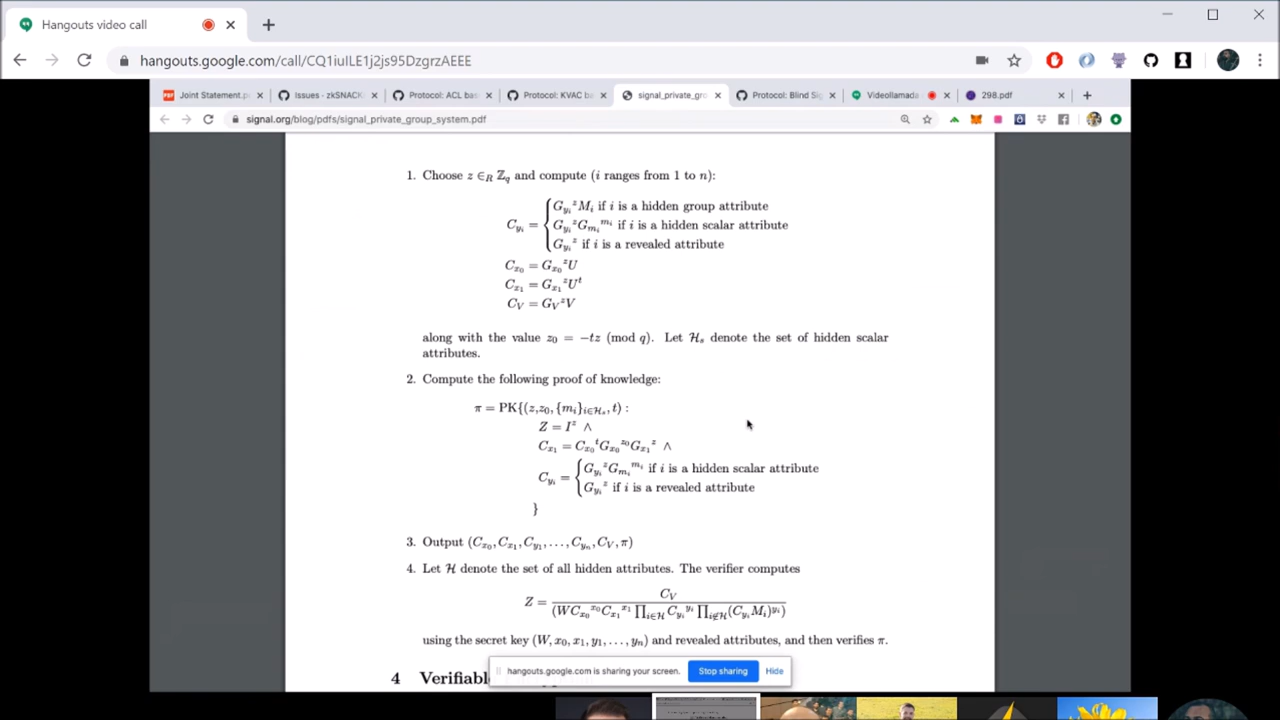 Hangouts video call
hangouts.google.com/call/CQ1iuILE1j2js95DzgrzAEEE
Joint Statement.p
Issues - zkSNACK
Protocol: ACL bas
Protocol: KVAC ba
signal_private_gro
Protocol: Blind Sig
Videollamada
298.pdf
signal.org/blog/pdfs/signal_private_group_system.pdf
1. Choose z ∈_R ℤ_q and compute (i ranges from 1 to n):
C_{y_i} = { G_{y_i}^z M_i if i is a hidden group attribute
G_{y_i}^z G_{m_i}^{m_i} if i is a hidden scalar attribute
G_{y_i}^z if i is a revealed attribute
C_{x_0} = G_{x_0}^z U
C_{x_1} = G_{x_1}^z U^t
C_V = G_V^z V
along with the value z_0 = −tz (mod q). Let ℋ_s denote the set of hidden scalar
attributes.
2. Compute the following proof of knowledge:
π = PK{(z, z_0, {m_i}_{i∈ℋ_s}, t) :
Z = I^z ∧
C_{x_1} = C_{x_0}^t G_{x_0}^{z_0} G_{x_1}^z ∧
C_{y_i} = { G_{y_i}^z G_{m_i}^{m_i} if i is a hidden scalar attribute
G_{y_i}^z if i is a revealed attribute
}
3. Output (C_{x_0}, C_{x_1}, C_{y_1}, . . . , C_{y_n}, C_V, π)
4. Let ℋ denote the set of all hidden attributes. The verifier computes
Z = C_V / (W C_{x_0}^{x_0} C_{x_1}^{x_1} ∏_{i∈ℋ} C_{y_i}^{y_i} ∏_{i∉ℋ} (C_{y_i} M_i)^{y_i})
using the secret key (W, x_0, x_1, y_1, . . . , y_n) and revealed attributes, and then verifies π.
4 Verifiabl
hangouts.google.com is sharing your screen. Stop sharing Hide